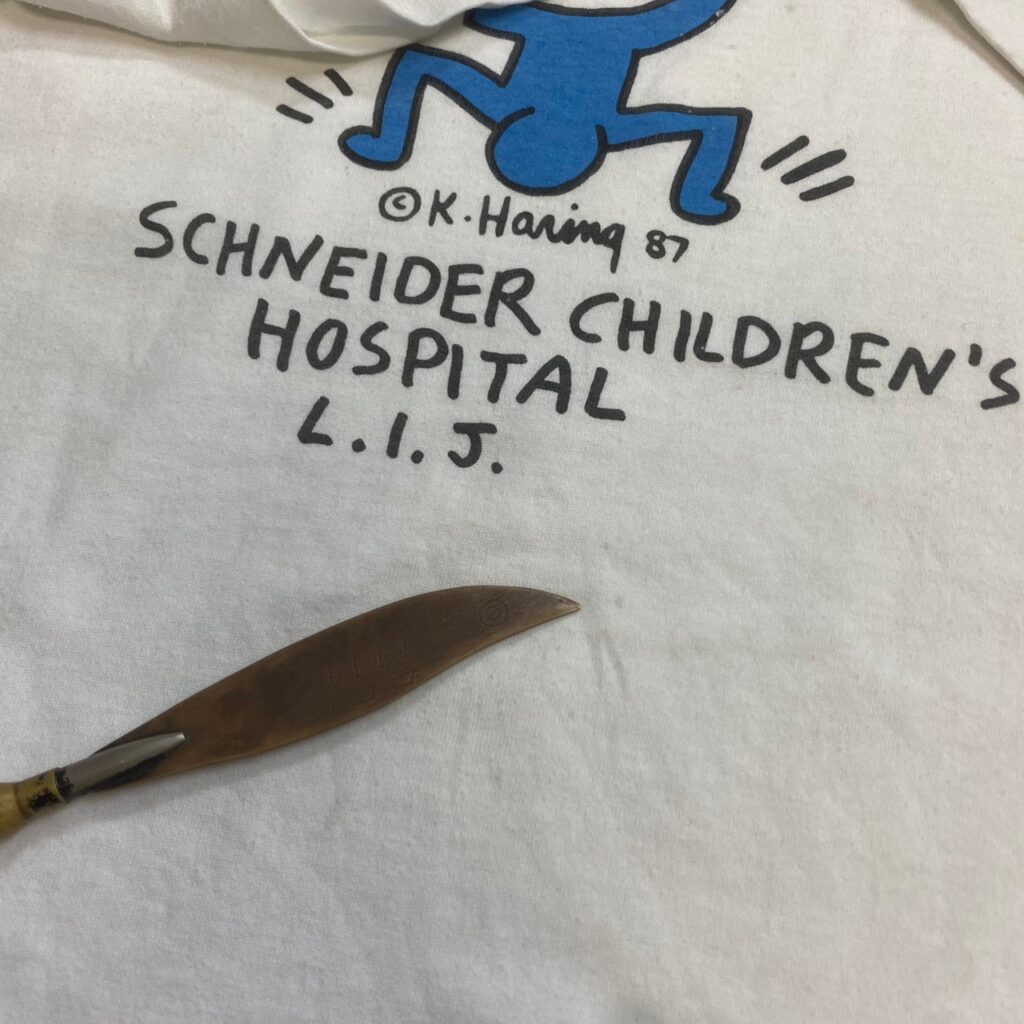 © K. Haring 87
SCHNEIDER CHILDREN'S
HOSPITAL
L.I.J.